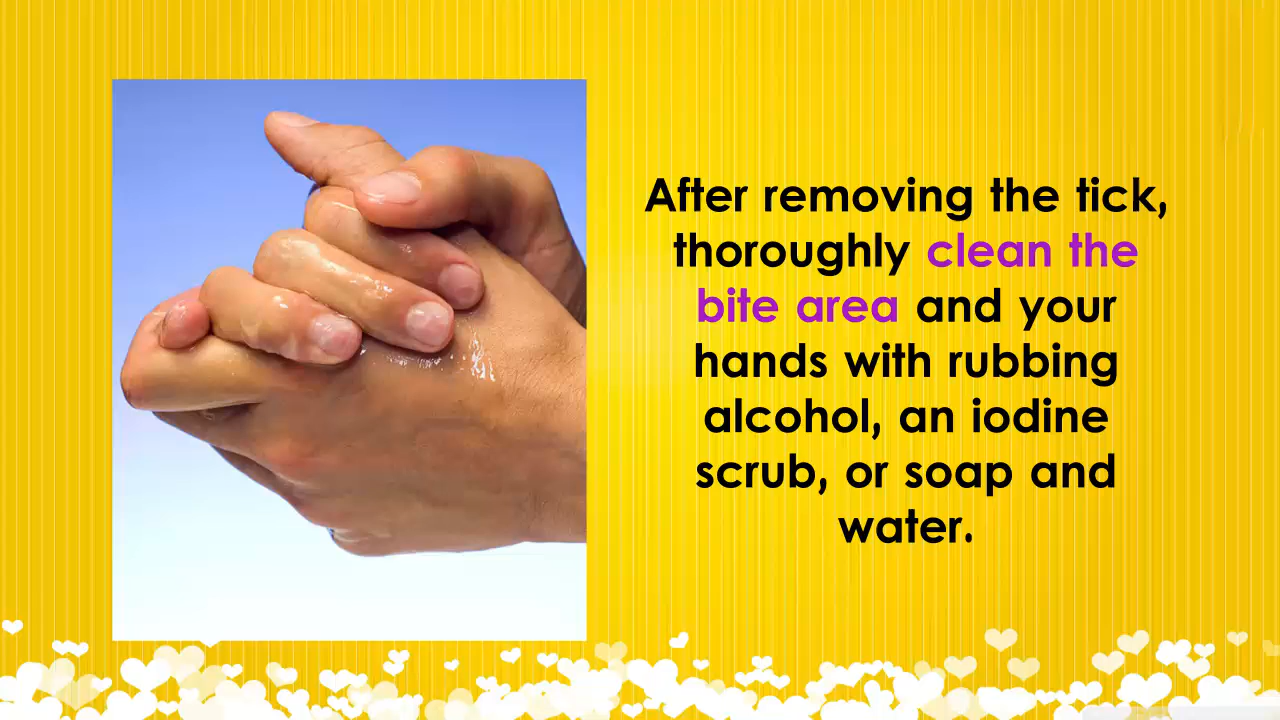 After removing the tick,
thoroughly clean the
bite area and your
hands with rubbing
alcohol, an iodine
scrub, or soap and
water.